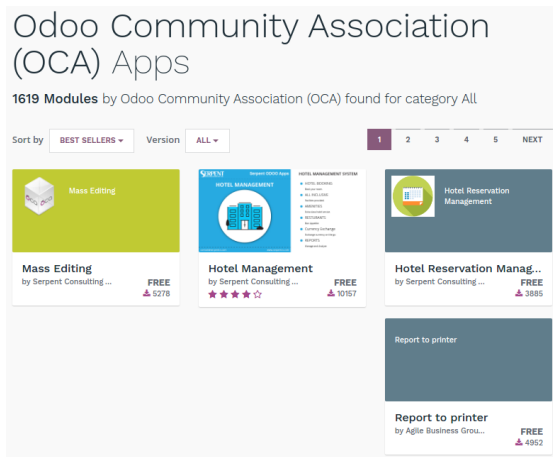 Odoo Community Association
(OCA) Apps
1619 Modules by Odoo Community Association (OCA) found for category All
Sort by BEST SELLERS Version ALL 1 2 3 4 5 NEXT
Mass Editing
Mass Editing
by Serpent Consulting ... FREE
5278
SERPENT Serpent ODOO Apps
HOTEL MANAGEMENT
HOTEL MANAGEMENT SYSTEM
HOTEL BOOKING
ALL INCLUSIVE
AMENITIES
RESTAURANTS
Currency Exchange
REPORTS
Hotel Management
by Serpent Consulting ... FREE
10157
Hotel Reservation
Management
Hotel Reservation Manag...
by Serpent Consulting ... FREE
3885
Report to printer
Report to printer
by Agile Business Grou... FREE
4952